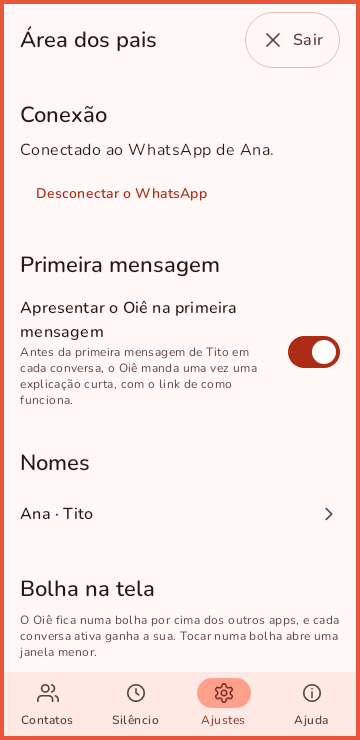 Área dos pais
Sair
Conexão
Conectado ao WhatsApp de Ana.
Desconectar o WhatsApp
Primeira mensagem
Apresentar o Oiê na primeira
mensagem
Antes da primeira mensagem de Tito em
cada conversa, o Oiê manda uma vez uma
explicação curta, com o link de como
funciona.
Nomes
Ana · Tito
Bolha na tela
O Oiê fica numa bolha por cima dos outros apps, e cada
conversa ativa ganha a sua. Tocar numa bolha abre uma
janela menor.
Contatos
Silêncio
Ajustes
Ajuda